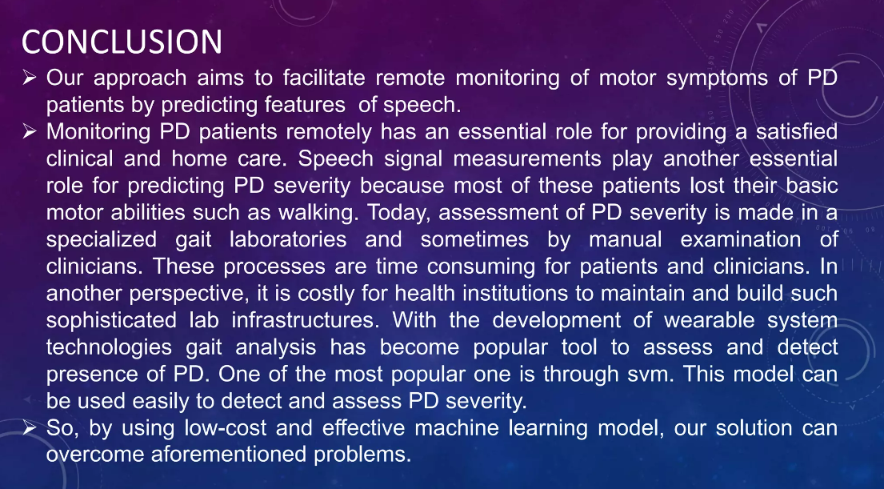 CONCLUSION
➢ Our approach aims to facilitate remote monitoring of motor symptoms of PD
patients by predicting features of speech.
➢ Monitoring PD patients remotely has an essential role for providing a satisfied
clinical and home care. Speech signal measurements play another essential
role for predicting PD severity because most of these patients lost their basic
motor abilities such as walking. Today, assessment of PD severity is made in a
specialized gait laboratories and sometimes by manual examination of
clinicians. These processes are time consuming for patients and clinicians. In
another perspective, it is costly for health institutions to maintain and build such
sophisticated lab infrastructures. With the development of wearable system
technologies gait analysis has become popular tool to assess and detect
presence of PD. One of the most popular one is through svm. This model can
be used easily to detect and assess PD severity.
➢ So, by using low-cost and effective machine learning model, our solution can
overcome aforementioned problems.